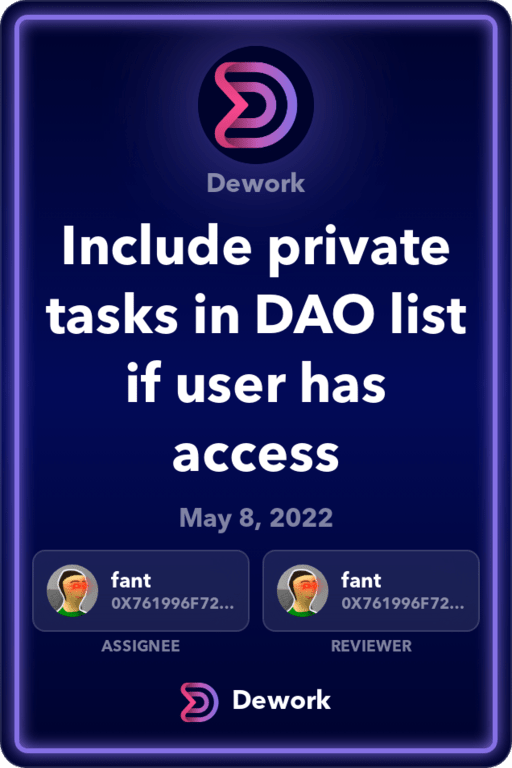 Dework
Include private
tasks in DAO list
if user has
access
May 8, 2022
fant
0X761996F72...
ASSIGNEE
fant
0X761996F72...
REVIEWER
Dework